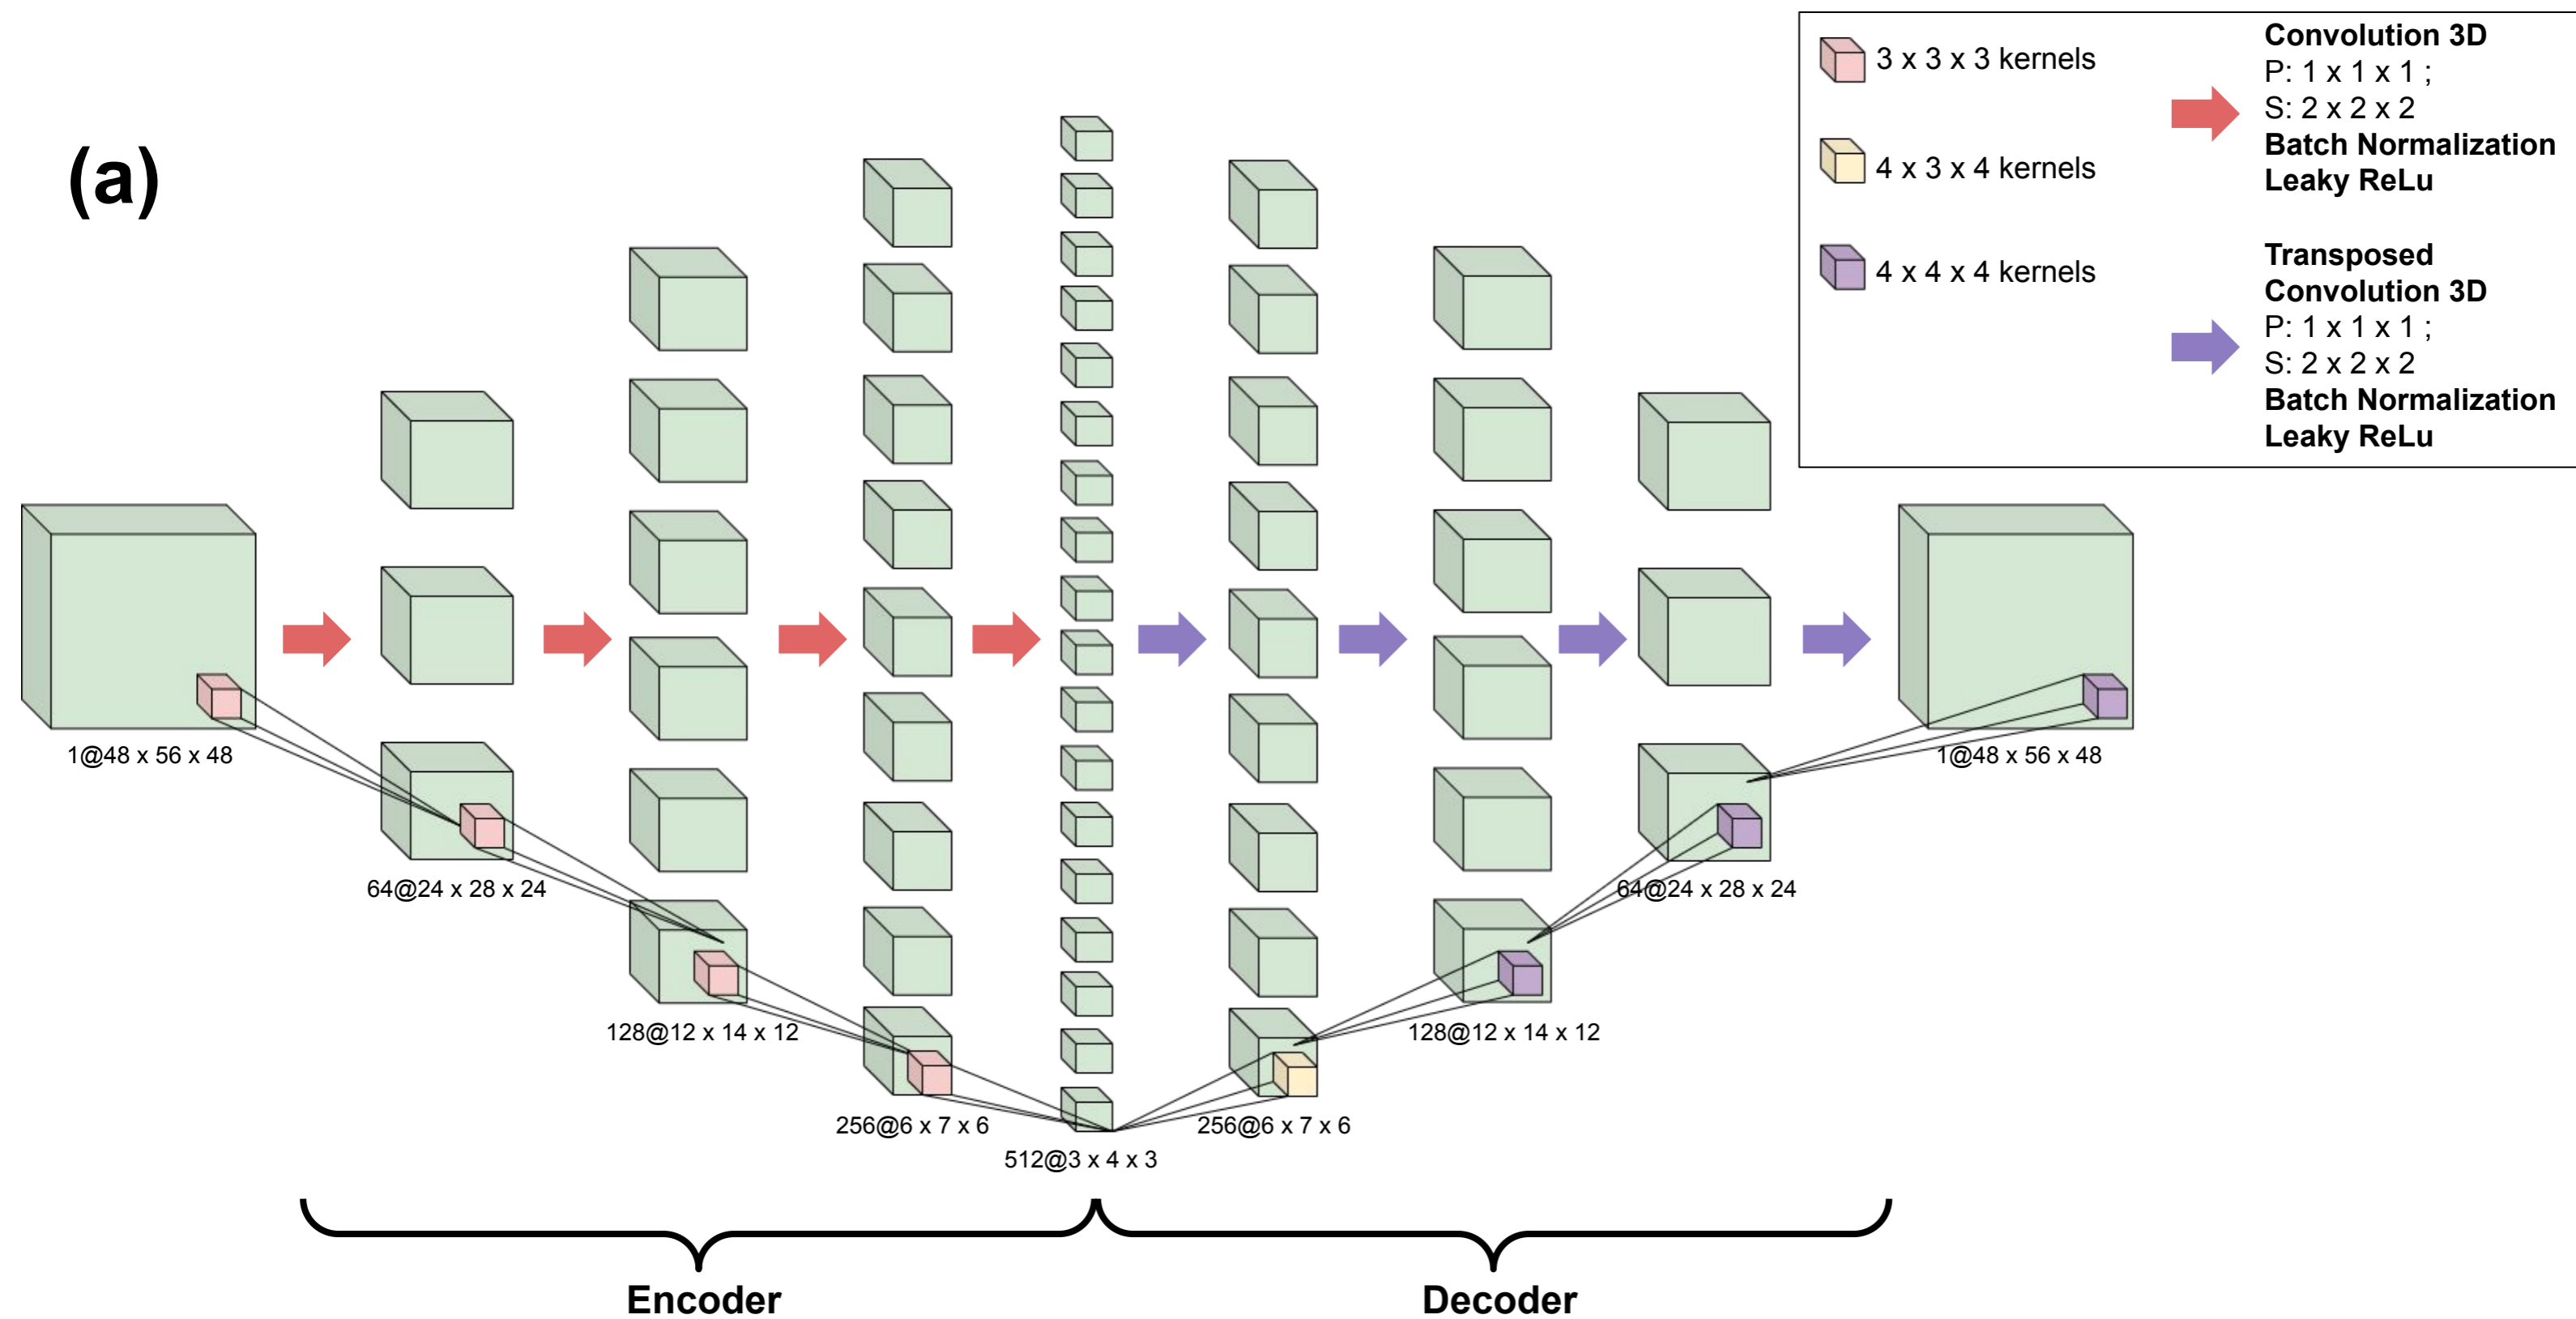 (a)
3 x 3 x 3 kernels
4 x 3 x 4 kernels
4 x 4 x 4 kernels
Convolution 3D
P: 1 x 1 x 1 ;
S: 2 x 2 x 2
Batch Normalization
Leaky ReLu
Transposed
Convolution 3D
P: 1 x 1 x 1 ;
S: 2 x 2 x 2
Batch Normalization
Leaky ReLu
1@48 x 56 x 48
64@24 x 28 x 24
128@12 x 14 x 12
256@6 x 7 x 6
512@3 x 4 x 3
256@6 x 7 x 6
128@12 x 14 x 12
64@24 x 28 x 24
1@48 x 56 x 48
Encoder
Decoder